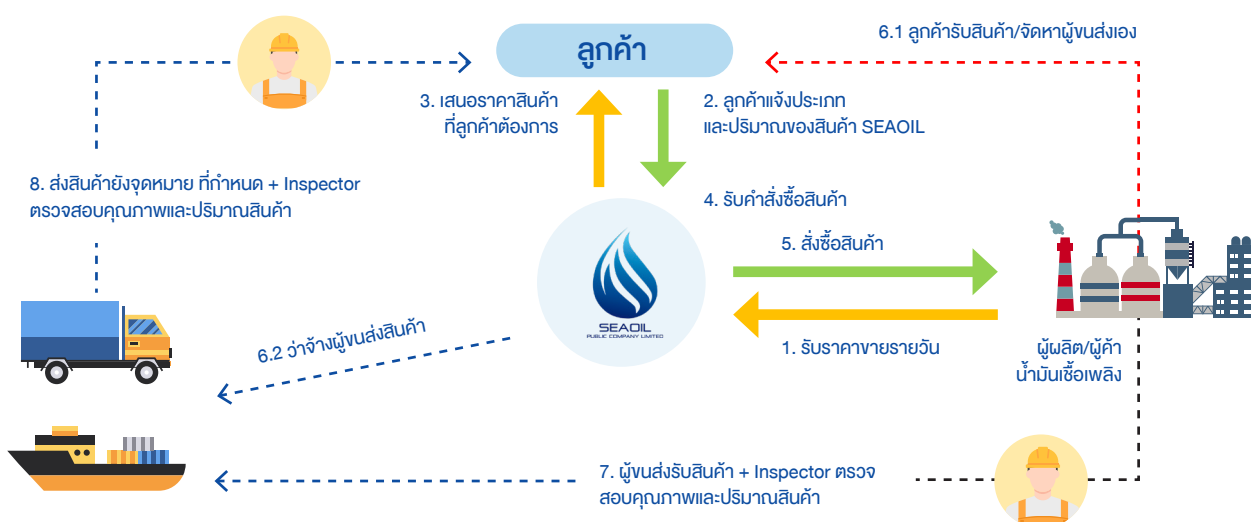 ลูกค้า
6.1 ลูกค้ารับสินค้า/จัดหาผู้ขนส่งเอง
3. เสนอราคาสินค้า
ที่ลูกค้าต้องการ
2. ลูกค้าแจ้งประเภท
และปริมาณของสินค้า SEAOIL
8. ส่งสินค้ายังจุดหมาย ที่กำหนด + Inspector
ตรวจสอบคุณภาพและปริมาณสินค้า
4. รับคำสั่งซื้อสินค้า
5. สั่งซื้อสินค้า
SEAOIL
PUBLIC COMPANY LIMITED
6.2 ว่าจ้างผู้ขนส่งสินค้า
1. รับราคาขายรายวัน
ผู้ผลิต/ผู้ค้า
น้ำมันเชื้อเพลิง
7. ผู้ขนส่งรับสินค้า + Inspector ตรวจ
สอบคุณภาพและปริมาณสินค้า